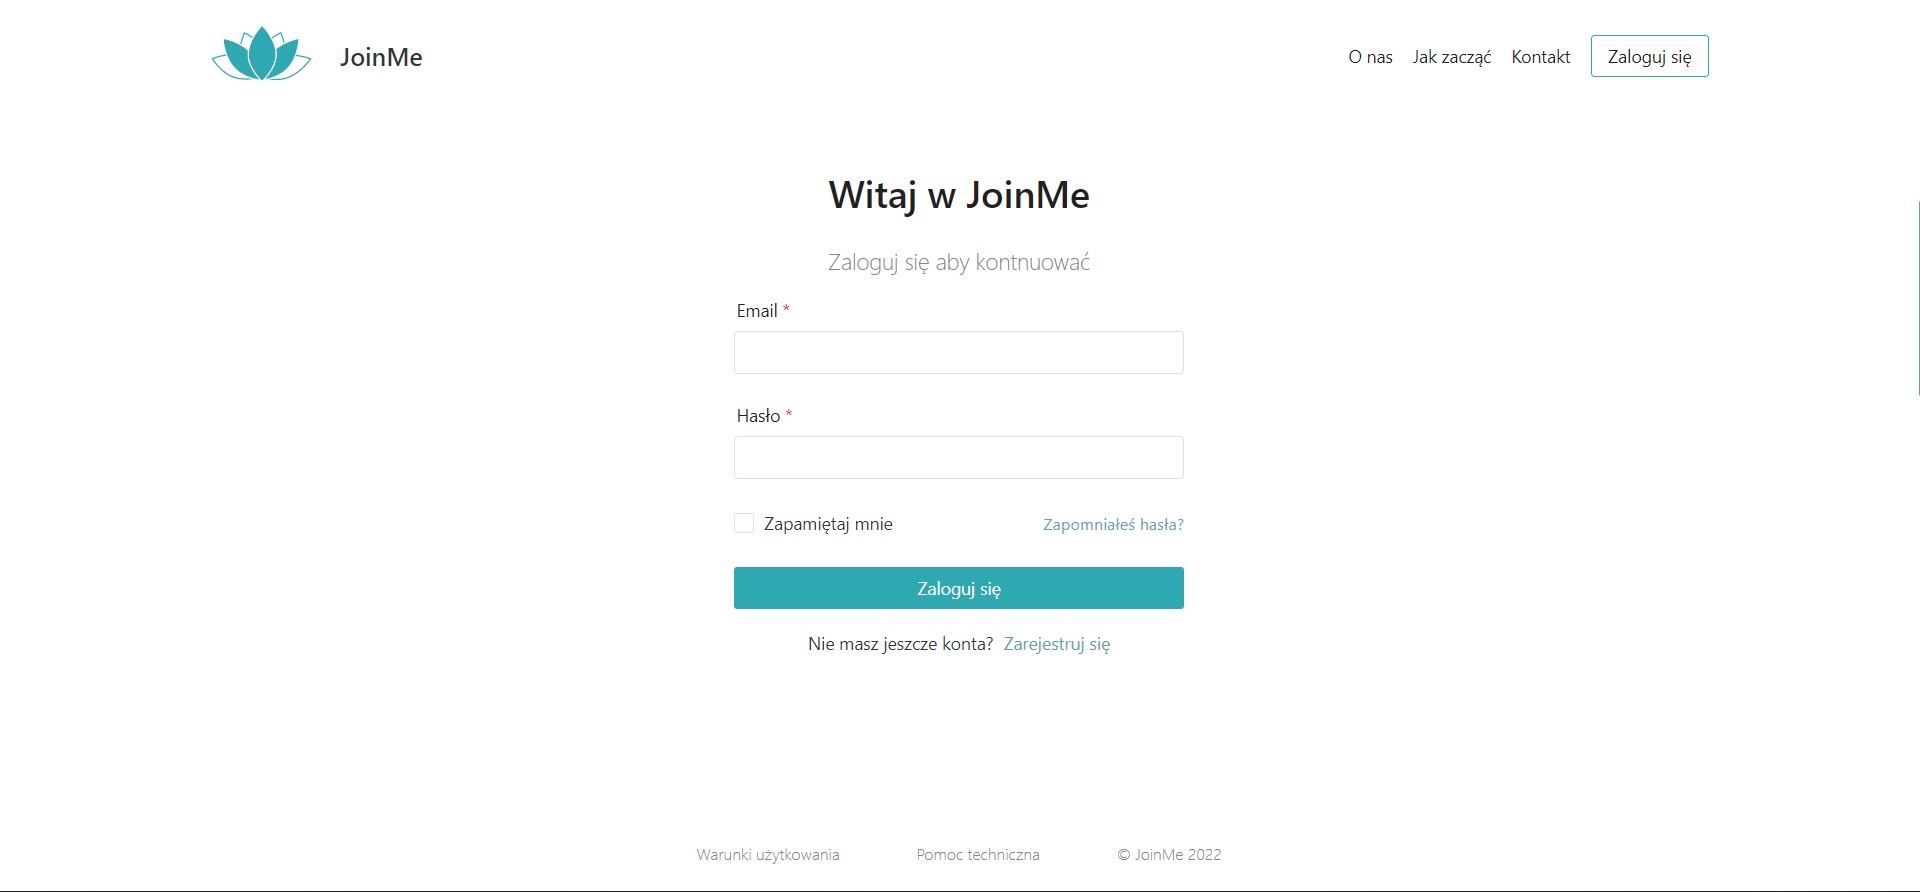 JoinMe
O nas Jak zacząć Kontakt Zaloguj się
Witaj w JoinMe
Zaloguj się aby kontnuować
Email *
Hasło *
Zapamiętaj mnie Zapomniałeś hasła?
Zaloguj się
Nie masz jeszcze konta? Zarejestruj się
Warunki użytkowania Pomoc techniczna © JoinMe 2022